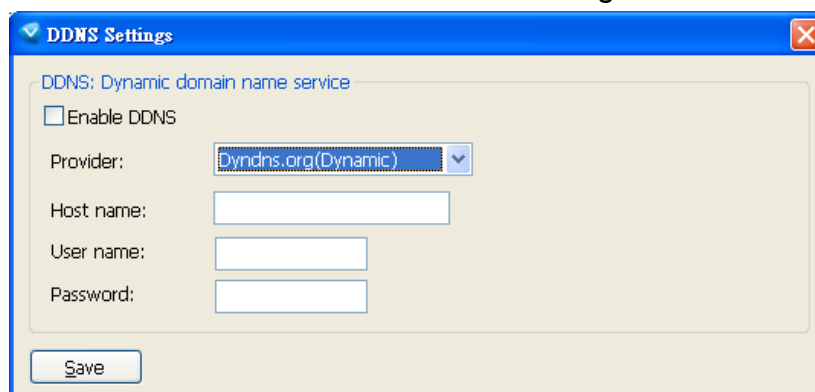 DDNS Settings
DDNS: Dynamic domain name service
Enable DDNS
Provider: Dyndns.org(Dynamic)
Host name:
User name:
Password:
Save